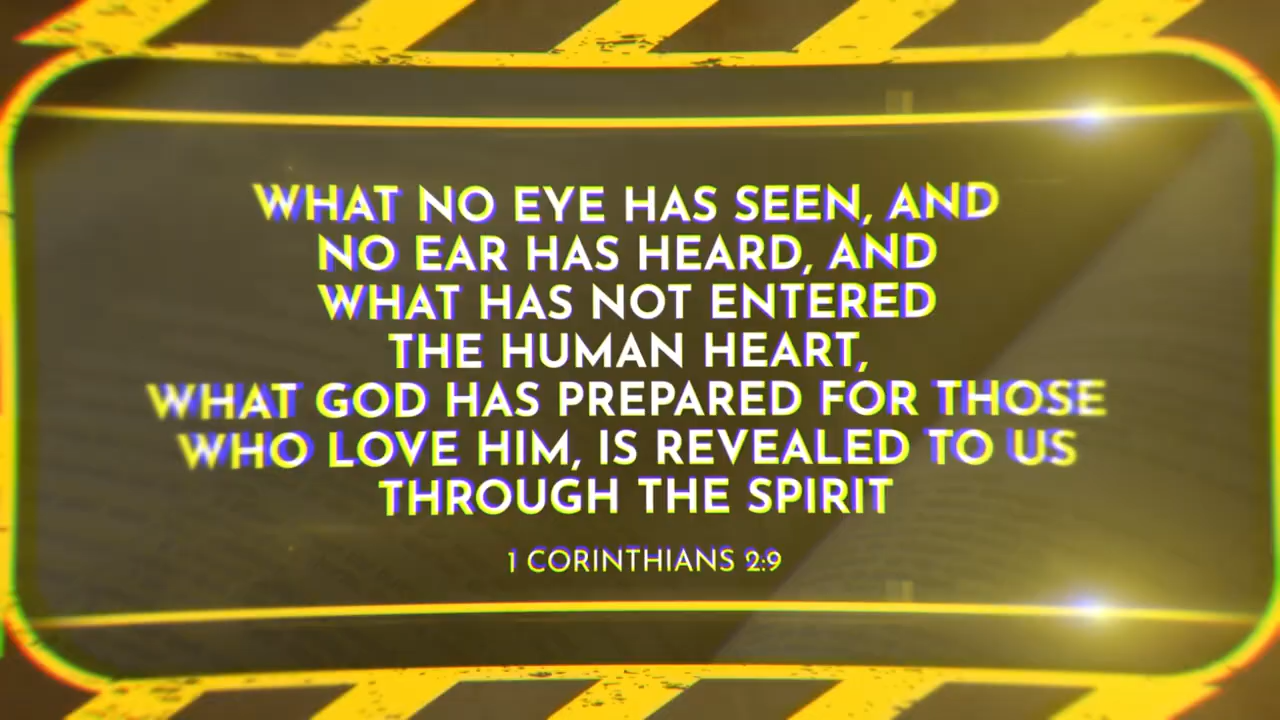 WHAT NO EYE HAS SEEN, AND
NO EAR HAS HEARD, AND
WHAT HAS NOT ENTERED
THE HUMAN HEART,
WHAT GOD HAS PREPARED FOR THOSE
WHO LOVE HIM, IS REVEALED TO US
THROUGH THE SPIRIT
1 CORINTHIANS 2:9